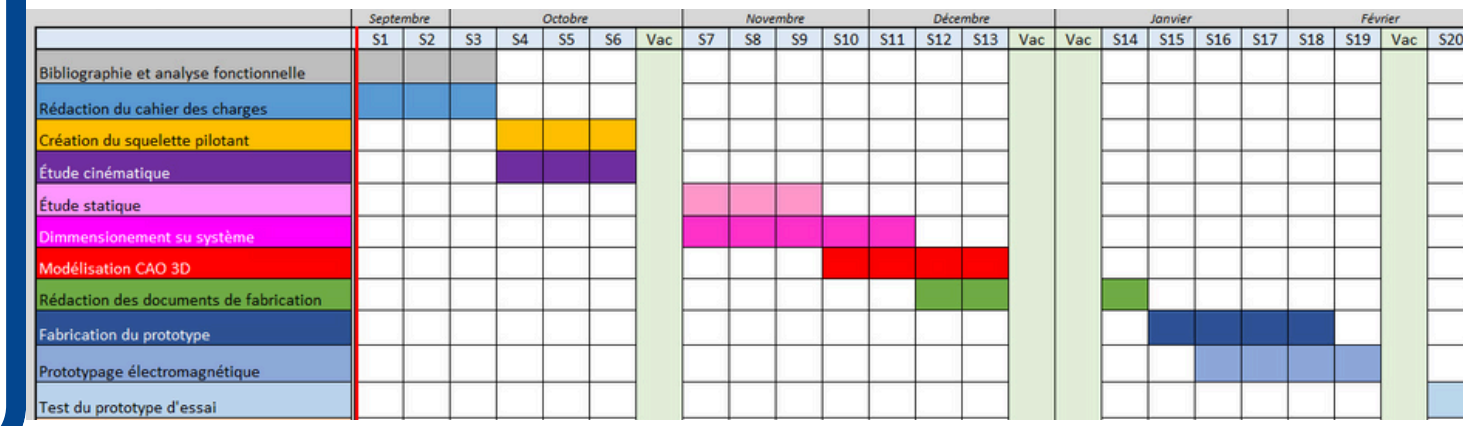 Septembre Octobre Novembre Décembre Janvier Février
S1 S2 S3 S4 S5 S6 Vac S7 S8 S9 S10 S11 S12 S13 Vac Vac S14 S15 S16 S17 S18 S19 Vac S20
Bibliographie et analyse fonctionnelle
Rédaction du cahier des charges
Création du squelette pilotant
Étude cinématique
Étude statique
Dimmensionement su système
Modélisation CAO 3D
Rédaction des documents de fabrication
Fabrication du prototype
Prototypage électromagnétique
Test du prototype d'essai